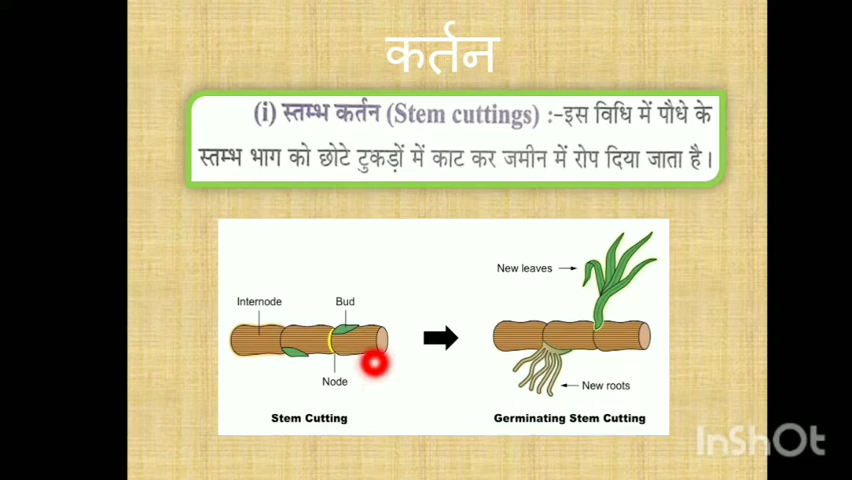 कर्तन
(i) स्तम्भ कर्तन (Stem cuttings) :-इस विधि में पौधे के
स्तम्भ भाग को छोटे टुकड़ों में काट कर जमीन में रोप दिया जाता है।
New leaves
Internode
Bud
Node
New roots
Stem Cutting
Germinating Stem Cutting
InShOt